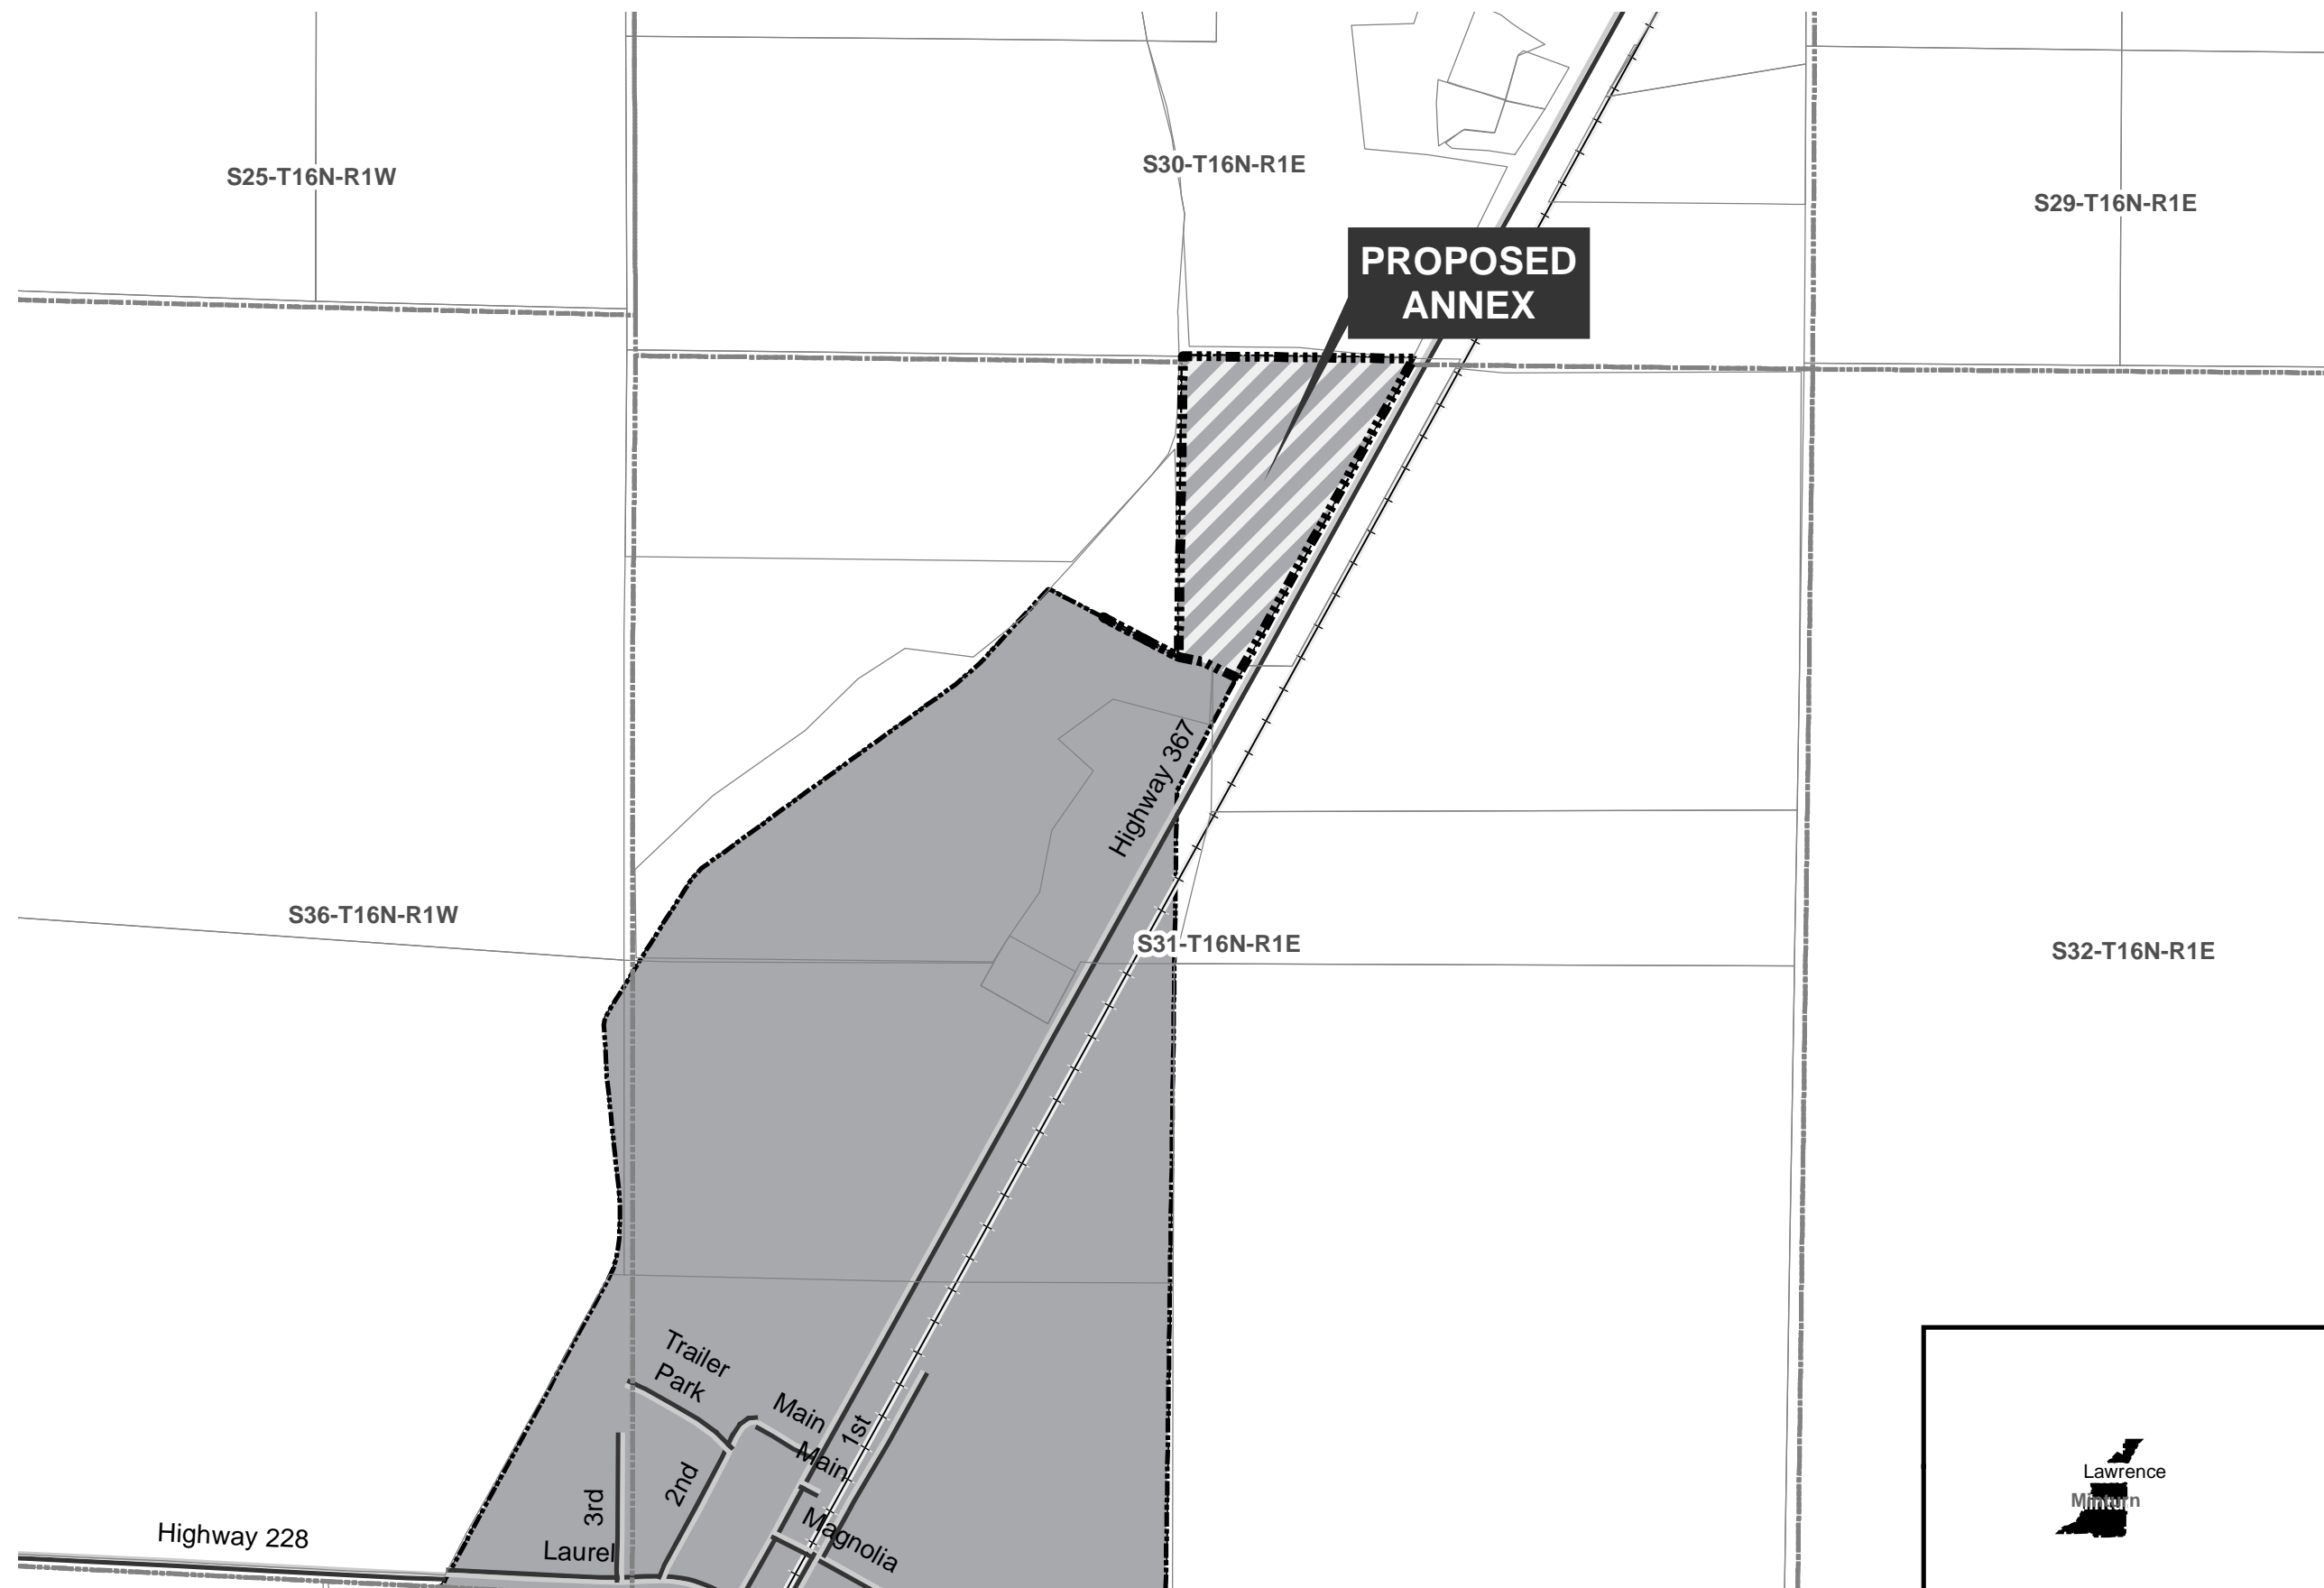 S30-T16N-R1E
S25-T16N-R1W
S29-T16N-R1E
PROPOSED
ANNEX
Highway 367
S36-T16N-R1W
S31-T16N-R1E
S32-T16N-R1E
Trailer
Park
Main
1st
Main
2nd
3rd
Magnolia
Highway 228
Laurel
Lawrence
Minturn